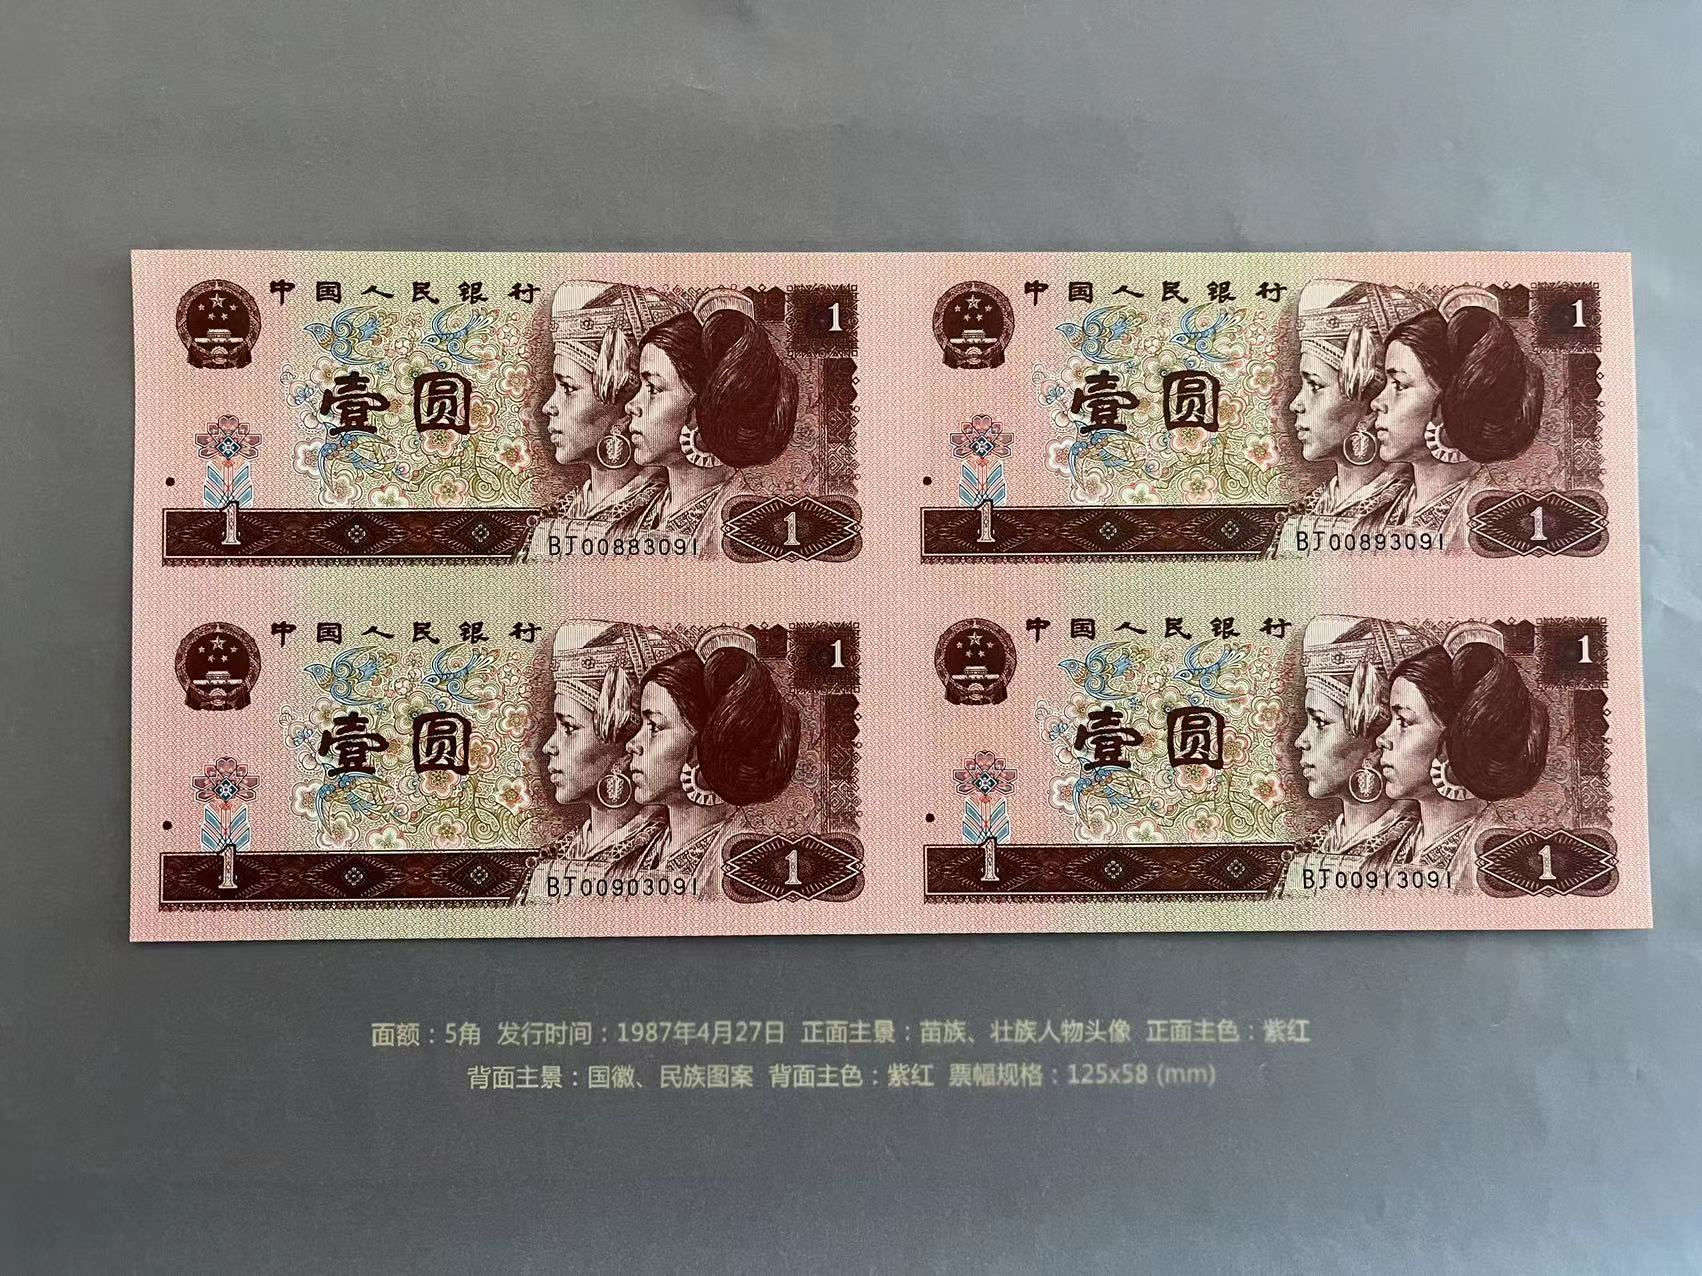 中国人民银行 1
壹圆
1 BJ00883091 1
中国人民银行 1
壹圆
1 BJ00893091 1
中国人民银行 1
壹圆
1 BJ00903091 1
中国人民银行 1
壹圆
1 BJ00913091 1
面额：5角 发行时间：1987年4月27日 正面主景：苗族、壮族人物头像 正面主色：紫红
背面主景：国徽、民族图案 背面主色：紫红 票幅规格：125x58 (mm)